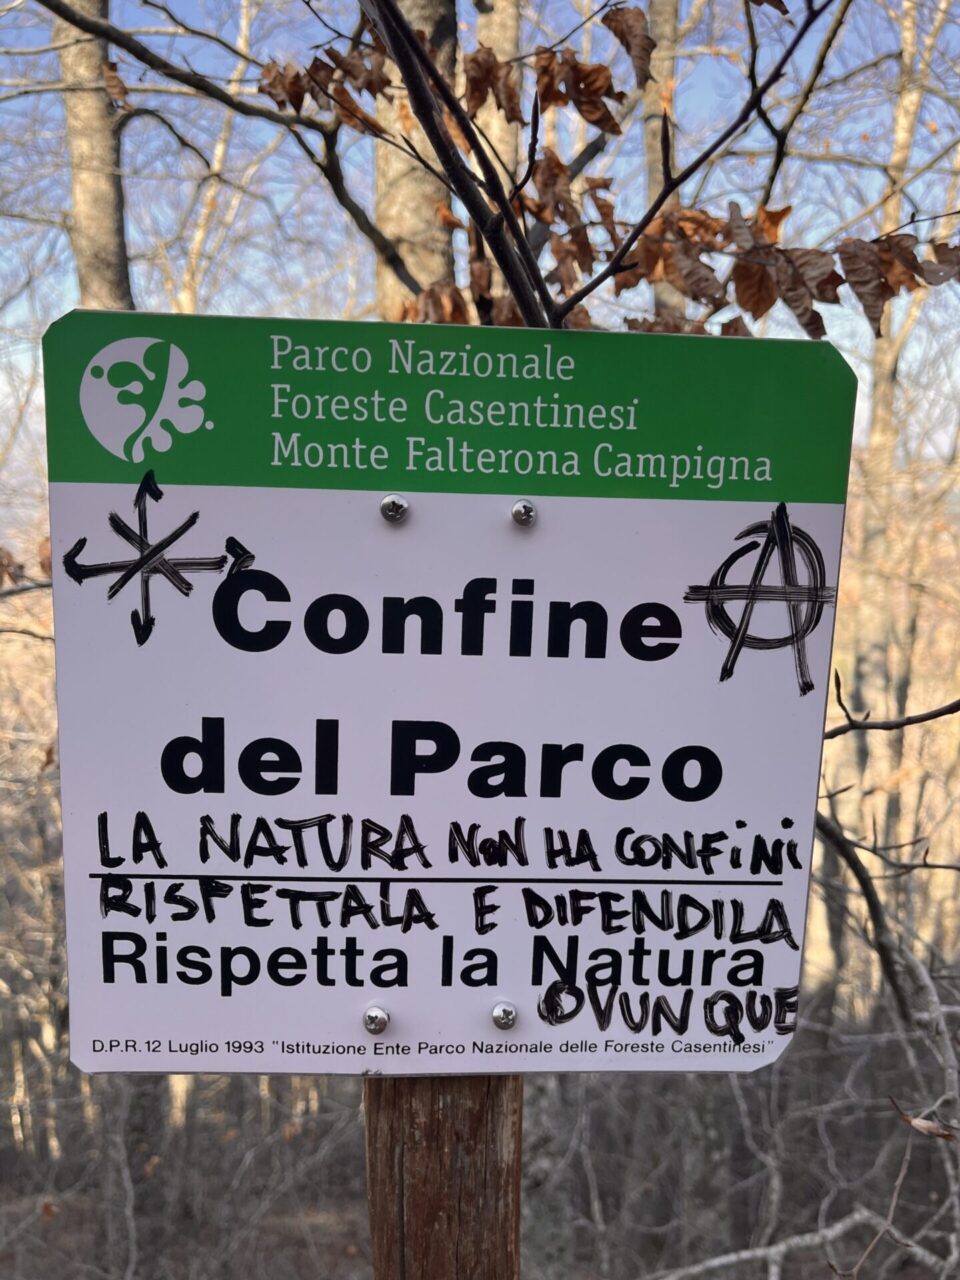 Parco Nazionale
Foreste Casentinesi
Monte Falterona Campigna
Confine
del Parco
LA NATURA NON HA CONFiNi
RISPETTALA E DIFENDILA
Rispetta la Natura
OVUNQUE
D.P.R. 12 Luglio 1993 "Istituzione Ente Parco Nazionale delle Foreste Casentinesi"